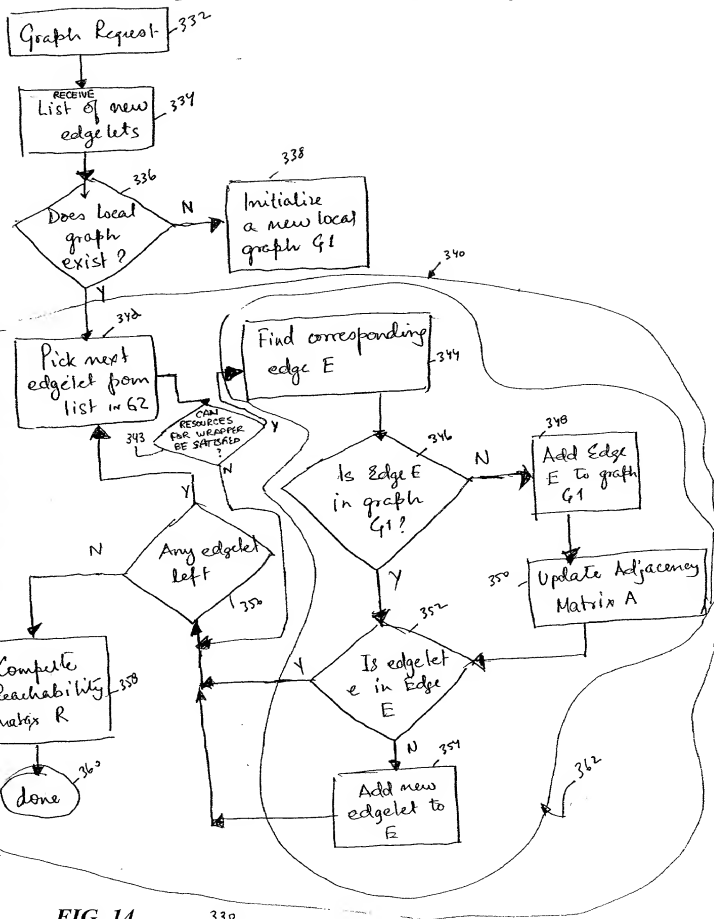 Graph Request
332
RECEIVE
List of new
edgelets
334
336
Does local
graph
exist ?
N
Y
338
Initialize
a new local
graph G1
340
342
Pick next
edgelet from
list IN G2
343
CAN
RESOURCES
FOR WRAPPER
BE SATISFIED
?
Y
N
Find corresponding
edge E
344
346
Is Edge E
in graph
G1?
N
Y
348
Add Edge
E to graph
G1
350
Update Adjacency
Matrix A
352
Is edgelet
e in Edge
E
Y
N
354
Add new
edgelet to
E
362
Y
Any edgelet
left
N
356
Compute
Reachability
matrix R
358
360
done
FIG. 14
330